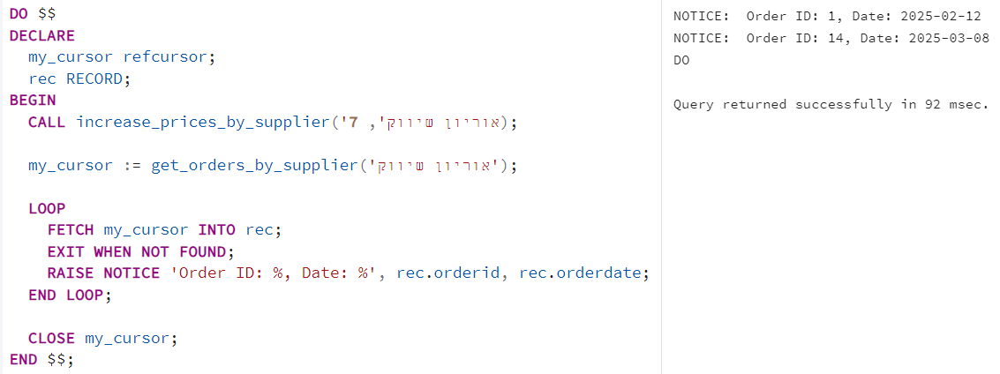 DO $$
DECLARE
my_cursor refcursor;
rec RECORD;
BEGIN
CALL increase_prices_by_supplier('אוריון שיווק', 7);
my_cursor := get_orders_by_supplier('אוריון שיווק');
LOOP
FETCH my_cursor INTO rec;
EXIT WHEN NOT FOUND;
RAISE NOTICE 'Order ID: %, Date: %', rec.orderid, rec.orderdate;
END LOOP;
CLOSE my_cursor;
END $$;
NOTICE:  Order ID: 1, Date: 2025-02-12
NOTICE:  Order ID: 14, Date: 2025-03-08
DO
Query returned successfully in 92 msec.